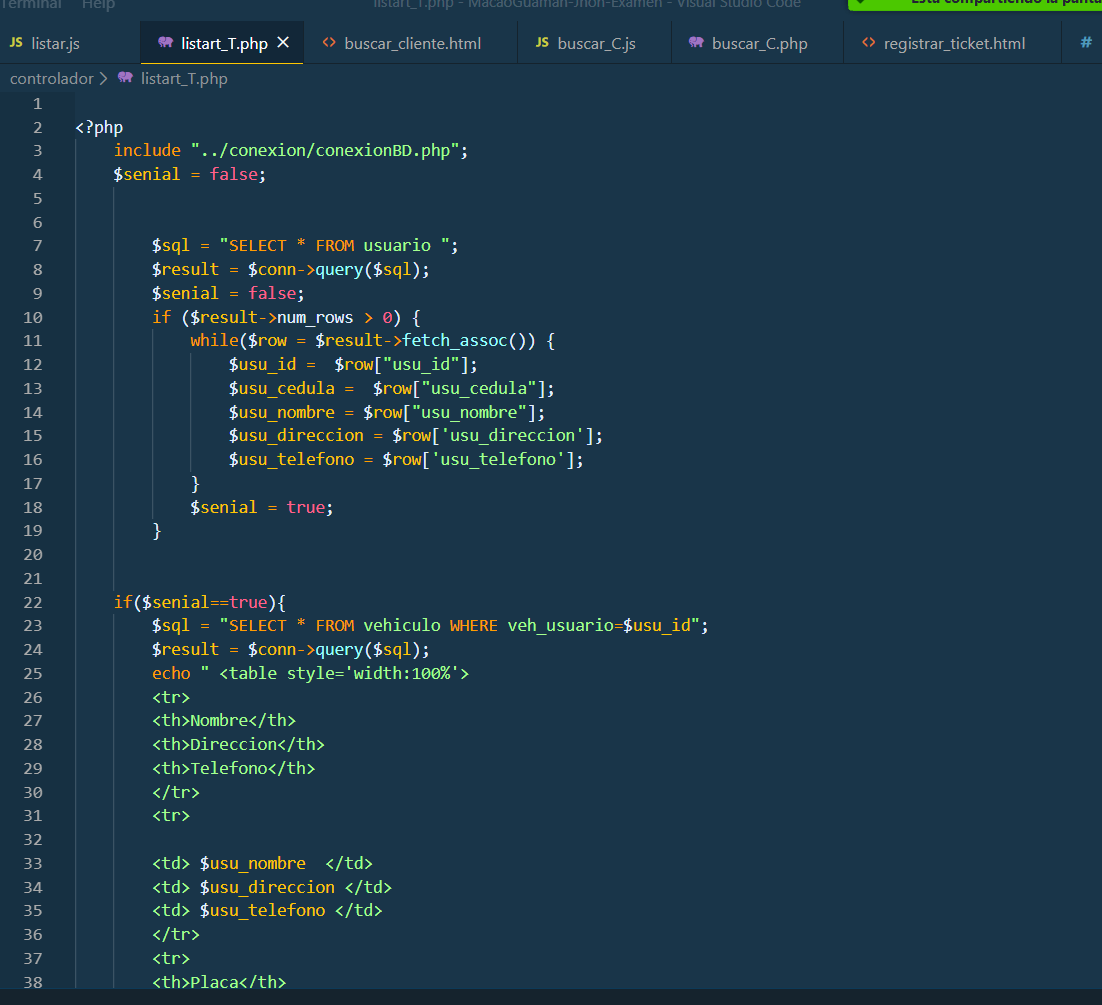 Terminal Help listart_T.php - MacaoGuaman-Jhon-Examen - Visual Studio Code Está compartiendo la panta
JS listar.js listart_T.php × <> buscar_cliente.html JS buscar_C.js buscar_C.php <> registrar_ticket.html #
controlador > listart_T.php
1
2 <?php
3 include "../conexion/conexionBD.php";
4 $senial = false;
5
6
7 $sql = "SELECT * FROM usuario ";
8 $result = $conn->query($sql);
9 $senial = false;
10 if ($result->num_rows > 0) {
11 while($row = $result->fetch_assoc()) {
12 $usu_id =  $row["usu_id"];
13 $usu_cedula =  $row["usu_cedula"];
14 $usu_nombre = $row["usu_nombre"];
15 $usu_direccion = $row['usu_direccion'];
16 $usu_telefono = $row['usu_telefono'];
17 }
18 $senial = true;
19 }
20
21
22 if($senial==true){
23 $sql = "SELECT * FROM vehiculo WHERE veh_usuario=$usu_id";
24 $result = $conn->query($sql);
25 echo " <table style='width:100%'>
26 <tr>
27 <th>Nombre</th>
28 <th>Direccion</th>
29 <th>Telefono</th>
30 </tr>
31 <tr>
32
33 <td> $usu_nombre  </td>
34 <td> $usu_direccion </td>
35 <td> $usu_telefono </td>
36 </tr>
37 <tr>
38 <th>Placa</th>